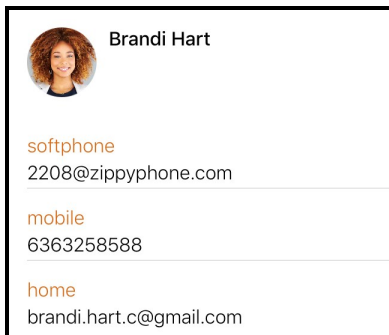 Brandi Hart
softphone
2208@zippyphone.com
mobile
6363258588
home
brandi.hart.c@gmail.com